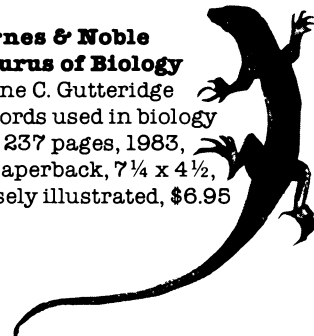 rnes & Noble
urus of Biology
ne C. Gutteridge
ords used in biology
237 pages, 1983,
aperback, 7¼ x 4½,
sely illustrated, $6.95